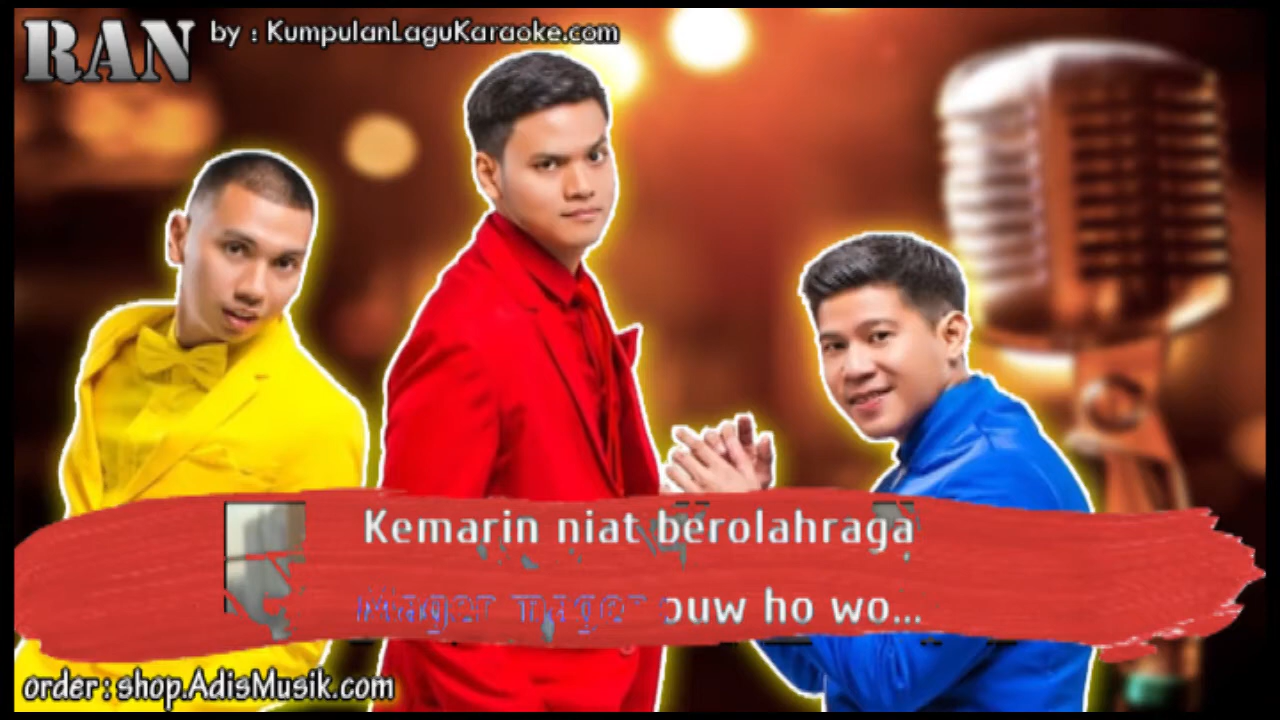 RAN by : KumpulanLaguKaraoke.com
Kemarin niat berolahraga
Mager mager ouw ho wo...
order : shop.AdisMusik.com